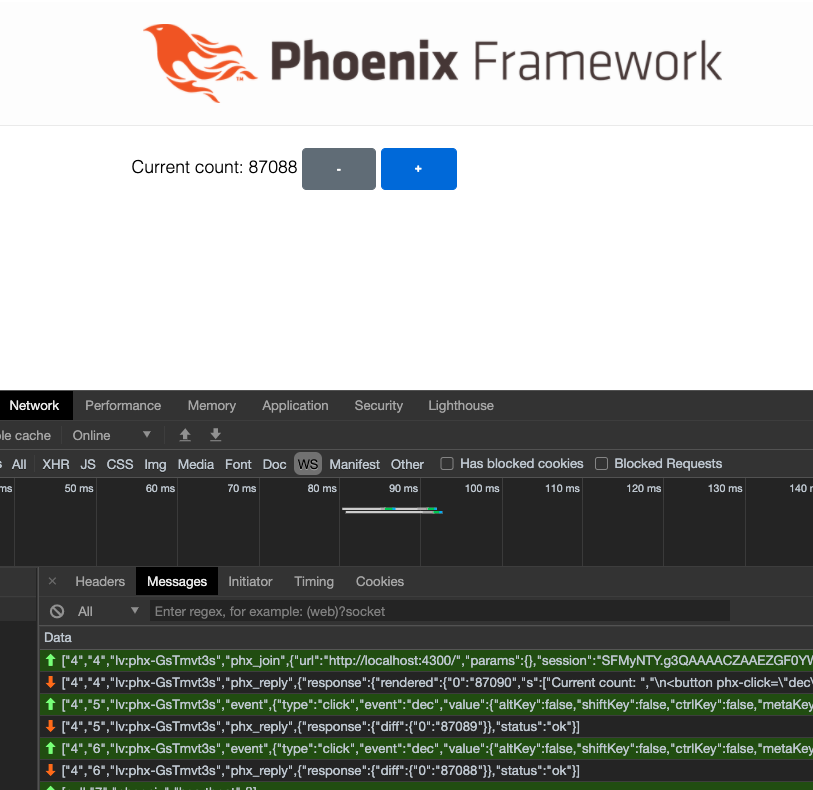 Phoenix Framework
Current count: 87088 - +
Network Performance Memory Application Security Lighthouse
ble cache Online
All XHR JS CSS Img Media Font Doc WS Manifest Other Has blocked cookies Blocked Requests
ms 50 ms 60 ms 70 ms 80 ms 90 ms 100 ms 110 ms 120 ms 130 ms 140
× Headers Messages Initiator Timing Cookies
All Enter regex, for example: (web)?socket
Data
["4","4","lv:phx-GsTmvt3s","phx_join",{"url":"http://localhost:4300/","params":{},"session":"SFMyNTY.g3QAAAACZAAEZGF0YW
["4","4","lv:phx-GsTmvt3s","phx_reply",{"response":{"rendered":{"0":"87090","s":["Current count: ","\n<button phx-click=\"dec\
["4","5","lv:phx-GsTmvt3s","event",{"type":"click","event":"dec","value":{"altKey":false,"shiftKey":false,"ctrlKey":false,"metaKey
["4","5","lv:phx-GsTmvt3s","phx_reply",{"response":{"diff":{"0":"87089"}},"status":"ok"}]
["4","6","lv:phx-GsTmvt3s","event",{"type":"click","event":"dec","value":{"altKey":false,"shiftKey":false,"ctrlKey":false,"metaKey
["4","6","lv:phx-GsTmvt3s","phx_reply",{"response":{"diff":{"0":"87088"}},"status":"ok"}]